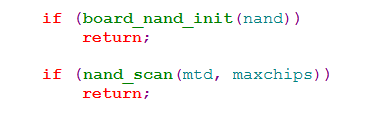 if (board_nand_init(nand))
return;
if (nand_scan(mtd, maxchips))
return;